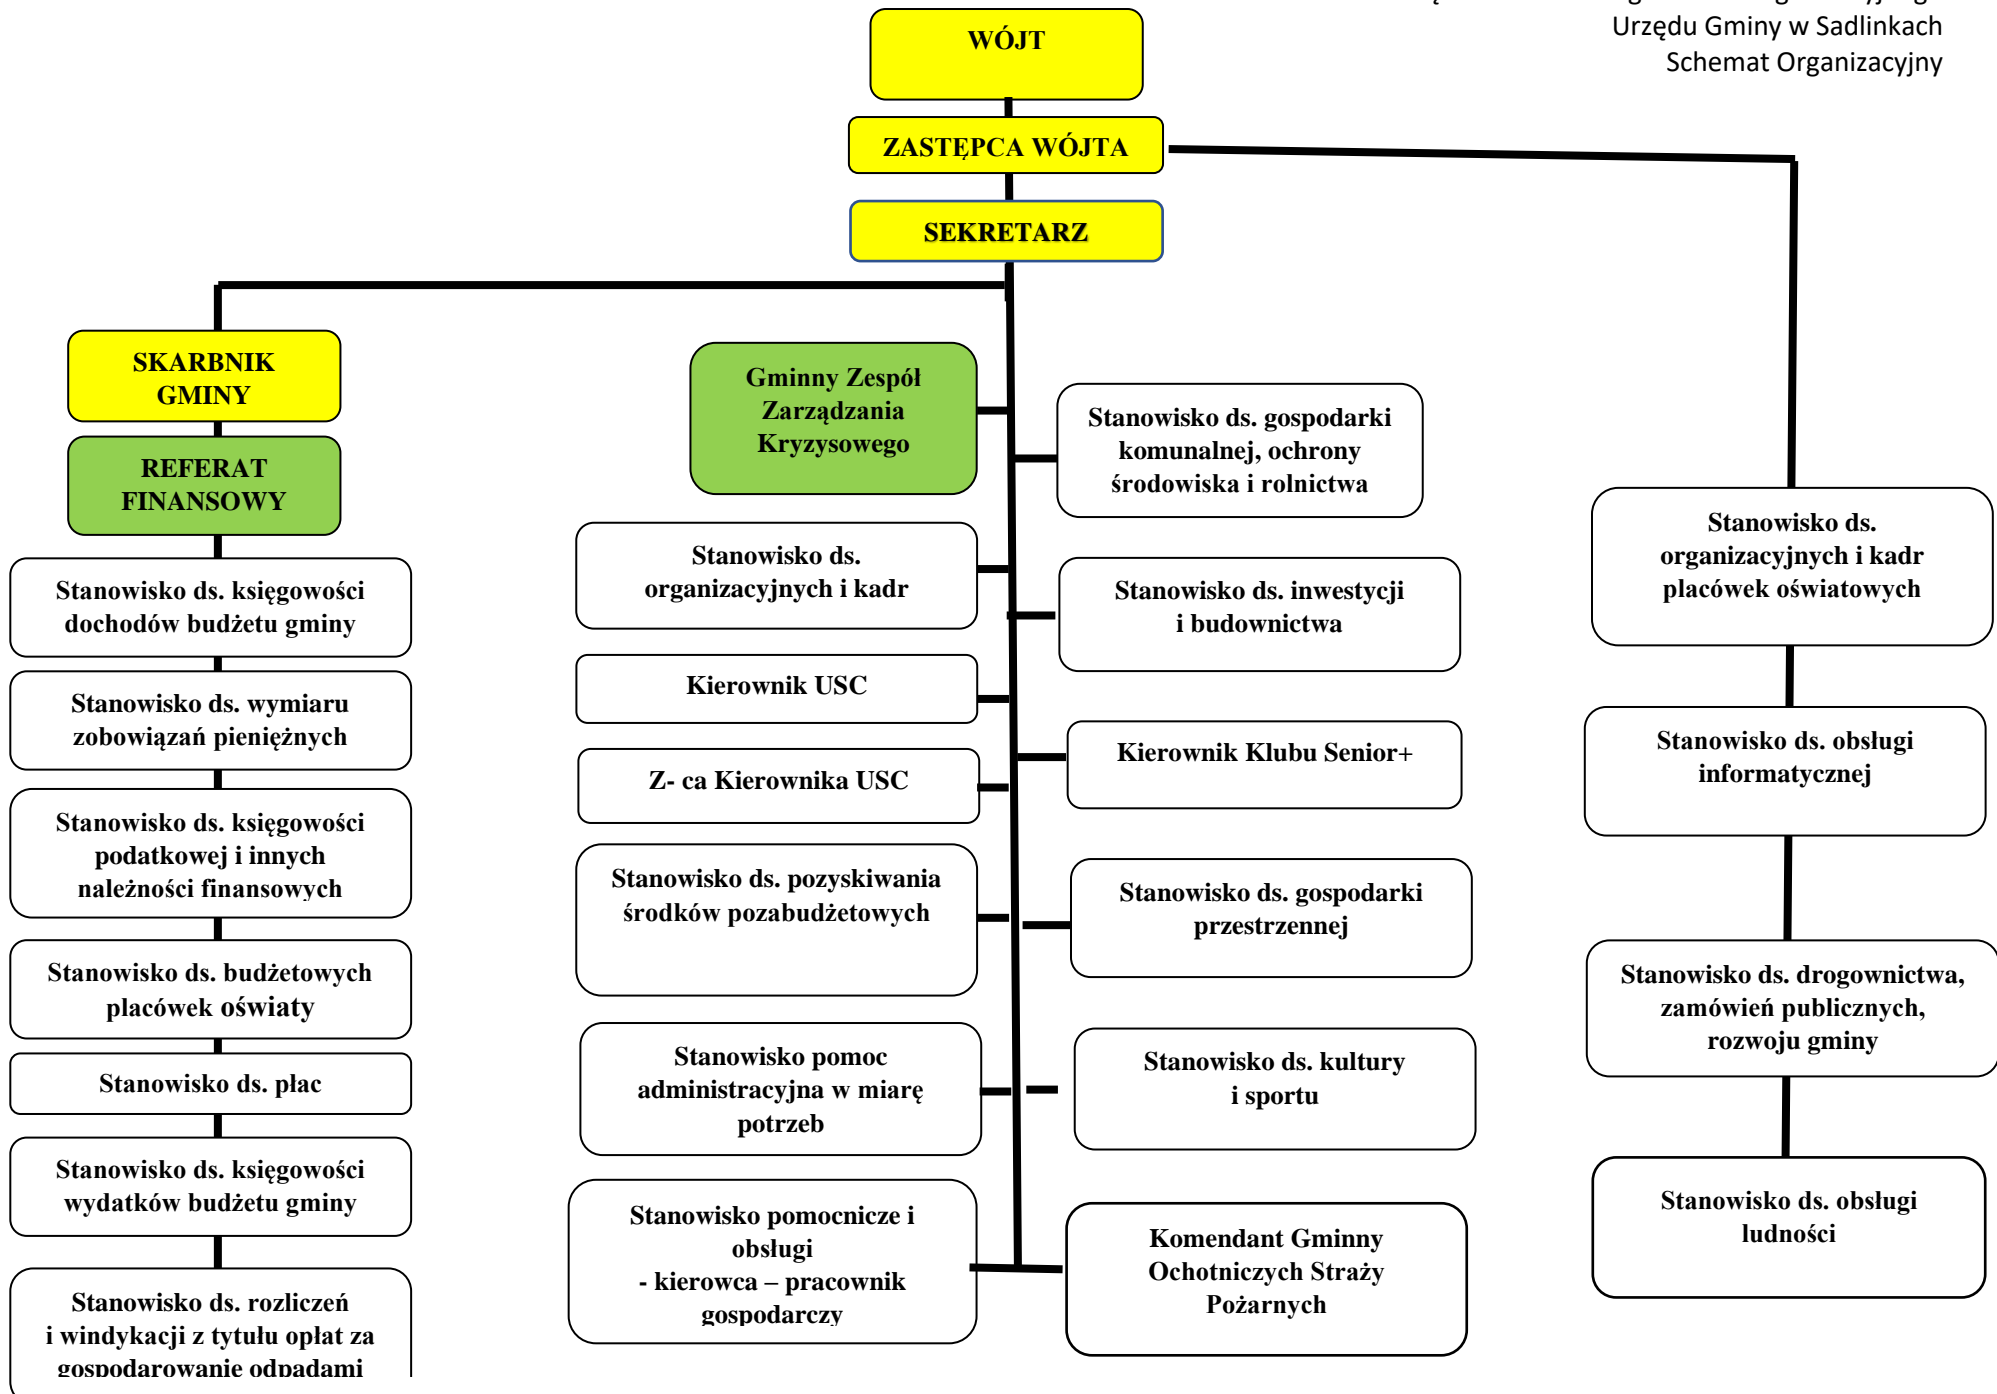 Urzędu Gminy w Sadlinkach
Schemat Organizacyjny
WÓJT
ZASTĘPCA WÓJTA
SEKRETARZ
SKARBNIK
GMINY
REFERAT
FINANSOWY
Stanowisko ds. księgowości
dochodów budżetu gminy
Stanowisko ds. wymiaru
zobowiązań pieniężnych
Stanowisko ds. księgowości
podatkowej i innych
należności finansowych
Stanowisko ds. budżetowych
placówek oświaty
Stanowisko ds. płac
Stanowisko ds. księgowości
wydatków budżetu gminy
Stanowisko ds. rozliczeń
i windykacji z tytułu opłat za
gospodarowanie odpadami
Gminny Zespół
Zarządzania
Kryzysowego
Stanowisko ds.
organizacyjnych i kadr
Kierownik USC
Z- ca Kierownika USC
Stanowisko ds. pozyskiwania
środków pozabudżetowych
Stanowisko pomoc
administracyjna w miarę
potrzeb
Stanowisko pomocnicze i
obsługi
- kierowca – pracownik
gospodarczy
Stanowisko ds. gospodarki
komunalnej, ochrony
środowiska i rolnictwa
Stanowisko ds. inwestycji
i budownictwa
Kierownik Klubu Senior+
Stanowisko ds. gospodarki
przestrzennej
Stanowisko ds. kultury
i sportu
Komendant Gminny
Ochotniczych Straży
Pożarnych
Stanowisko ds.
organizacyjnych i kadr
placówek oświatowych
Stanowisko ds. obsługi
informatycznej
Stanowisko ds. drogownictwa,
zamówień publicznych,
rozwoju gminy
Stanowisko ds. obsługi
ludności